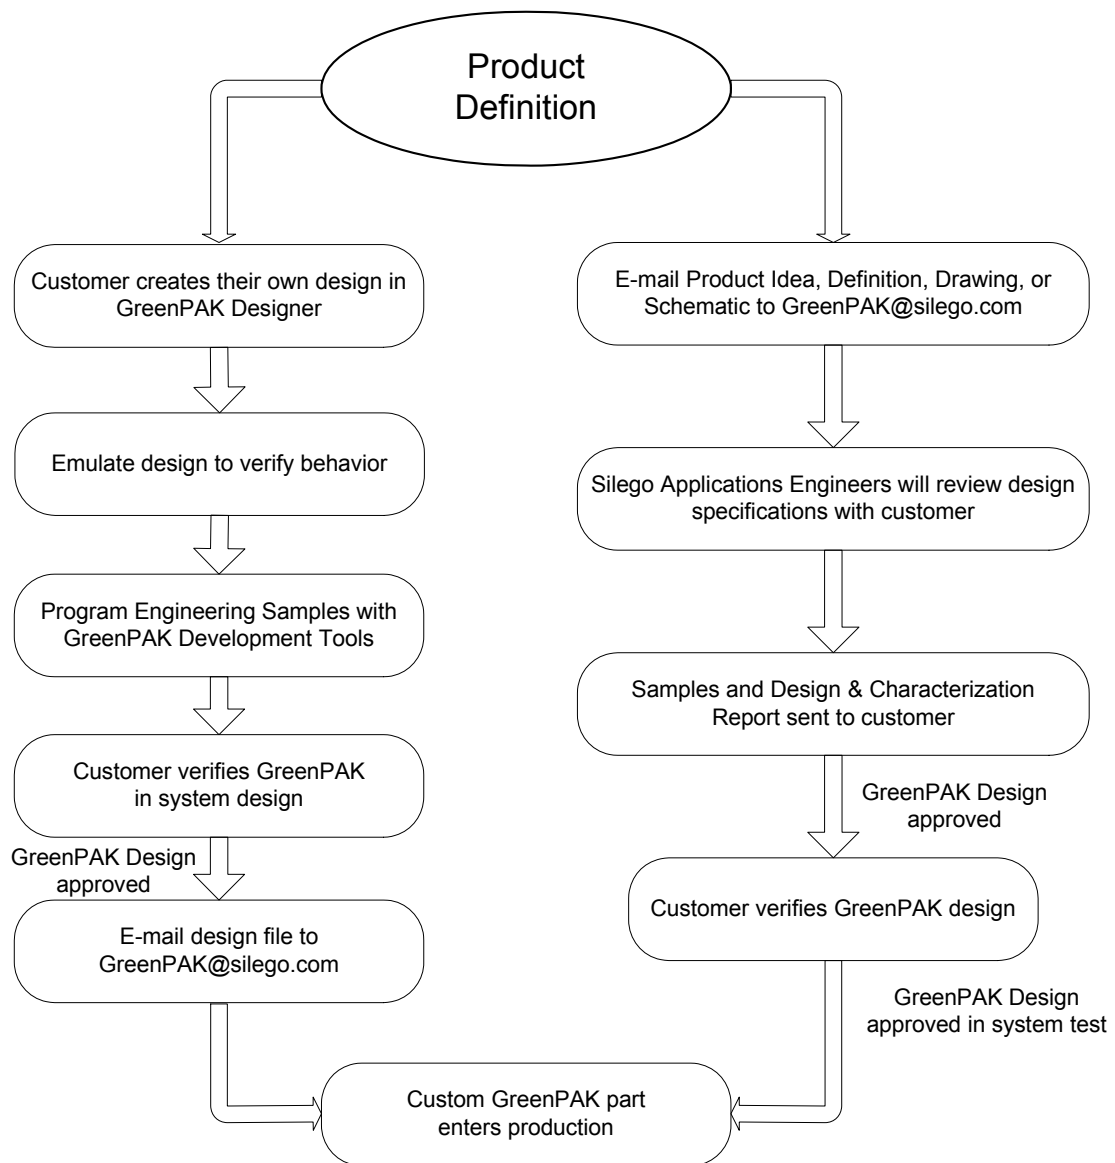 Product
Definition
Customer creates their own design in
GreenPAK Designer
Emulate design to verify behavior
Program Engineering Samples with
GreenPAK Development Tools
Customer verifies GreenPAK
in system design
GreenPAK Design
approved
E-mail design file to
GreenPAK@silego.com
E-mail Product Idea, Definition, Drawing, or
Schematic to GreenPAK@silego.com
Silego Applications Engineers will review design
specifications with customer
Samples and Design & Characterization
Report sent to customer
GreenPAK Design
approved
Customer verifies GreenPAK design
GreenPAK Design
approved in system test
Custom GreenPAK part
enters production